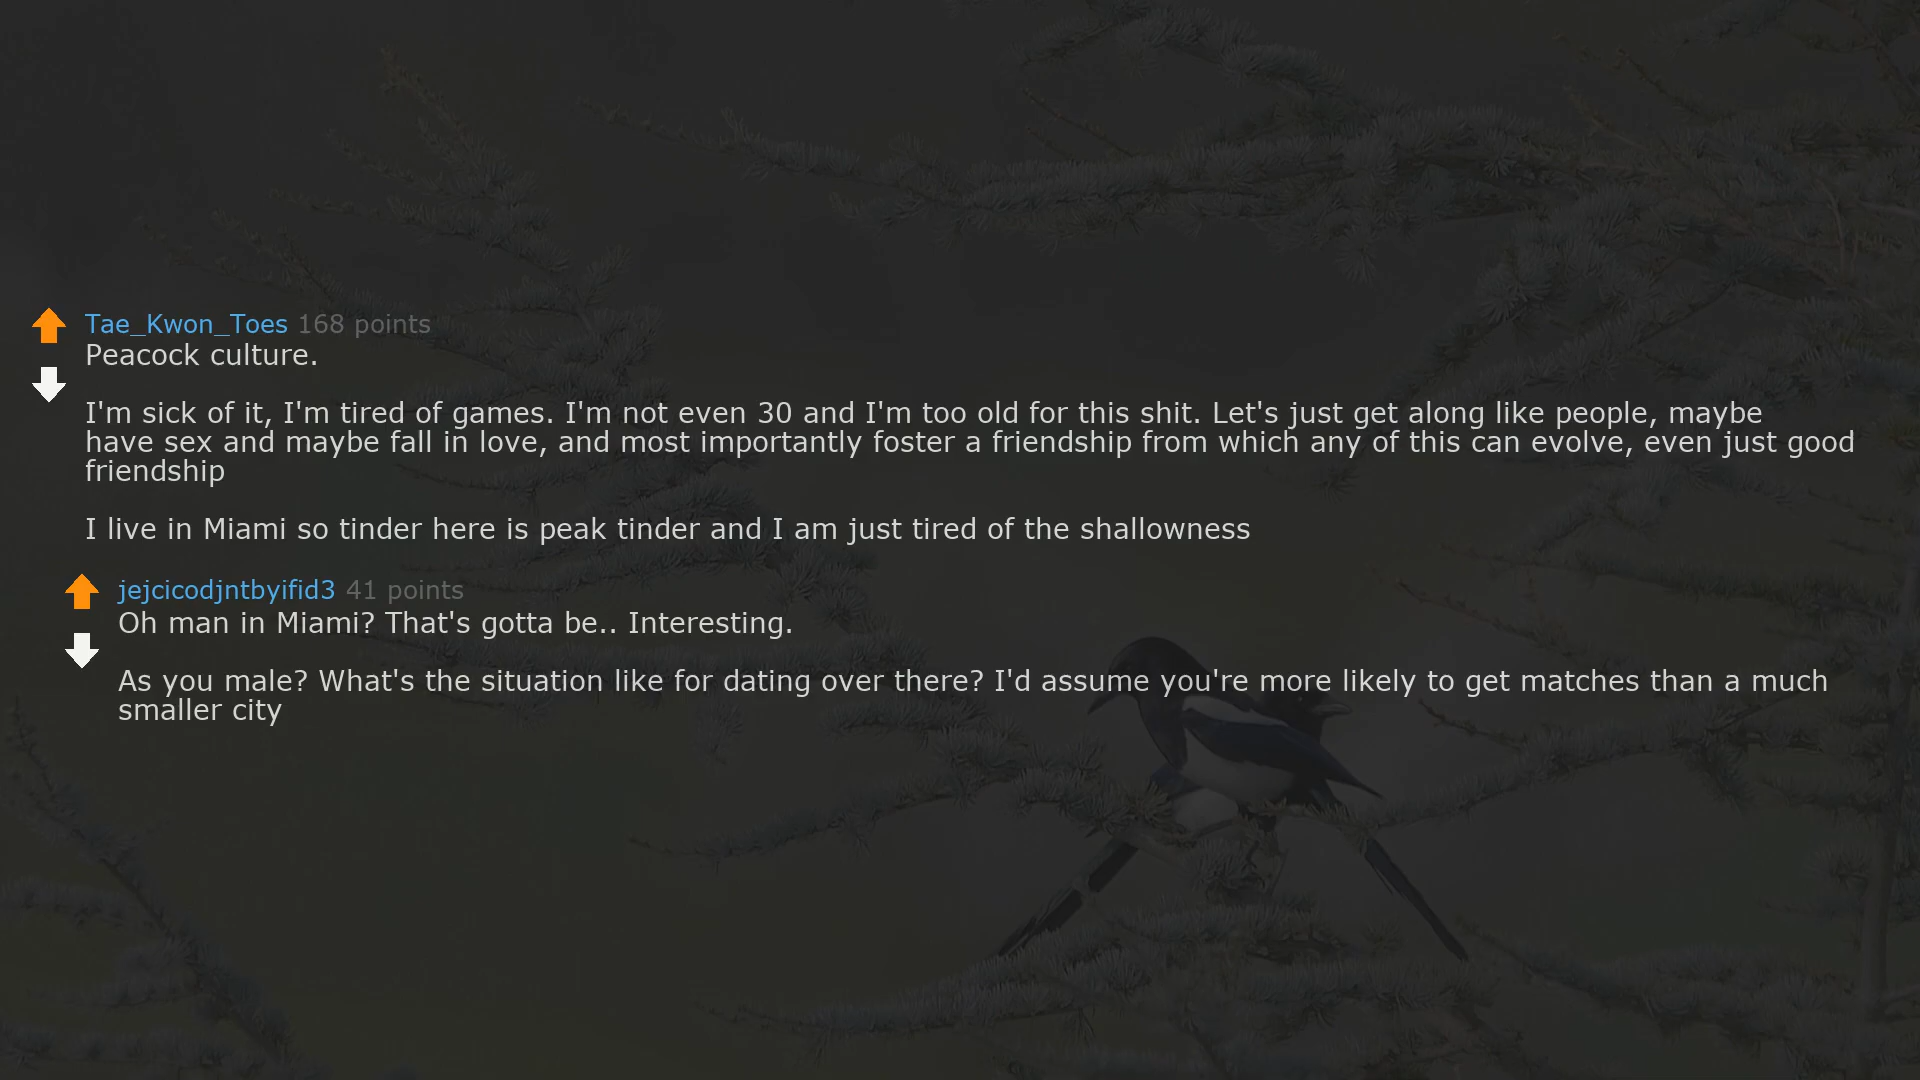 Tae_Kwon_Toes 168 points
Peacock culture.
I'm sick of it, I'm tired of games. I'm not even 30 and I'm too old for this shit. Let's just get along like people, maybe
have sex and maybe fall in love, and most importantly foster a friendship from which any of this can evolve, even just good
friendship
I live in Miami so tinder here is peak tinder and I am just tired of the shallowness
jejcicodjntbyifid3 41 points
Oh man in Miami? That's gotta be.. Interesting.
As you male? What's the situation like for dating over there? I'd assume you're more likely to get matches than a much
smaller city